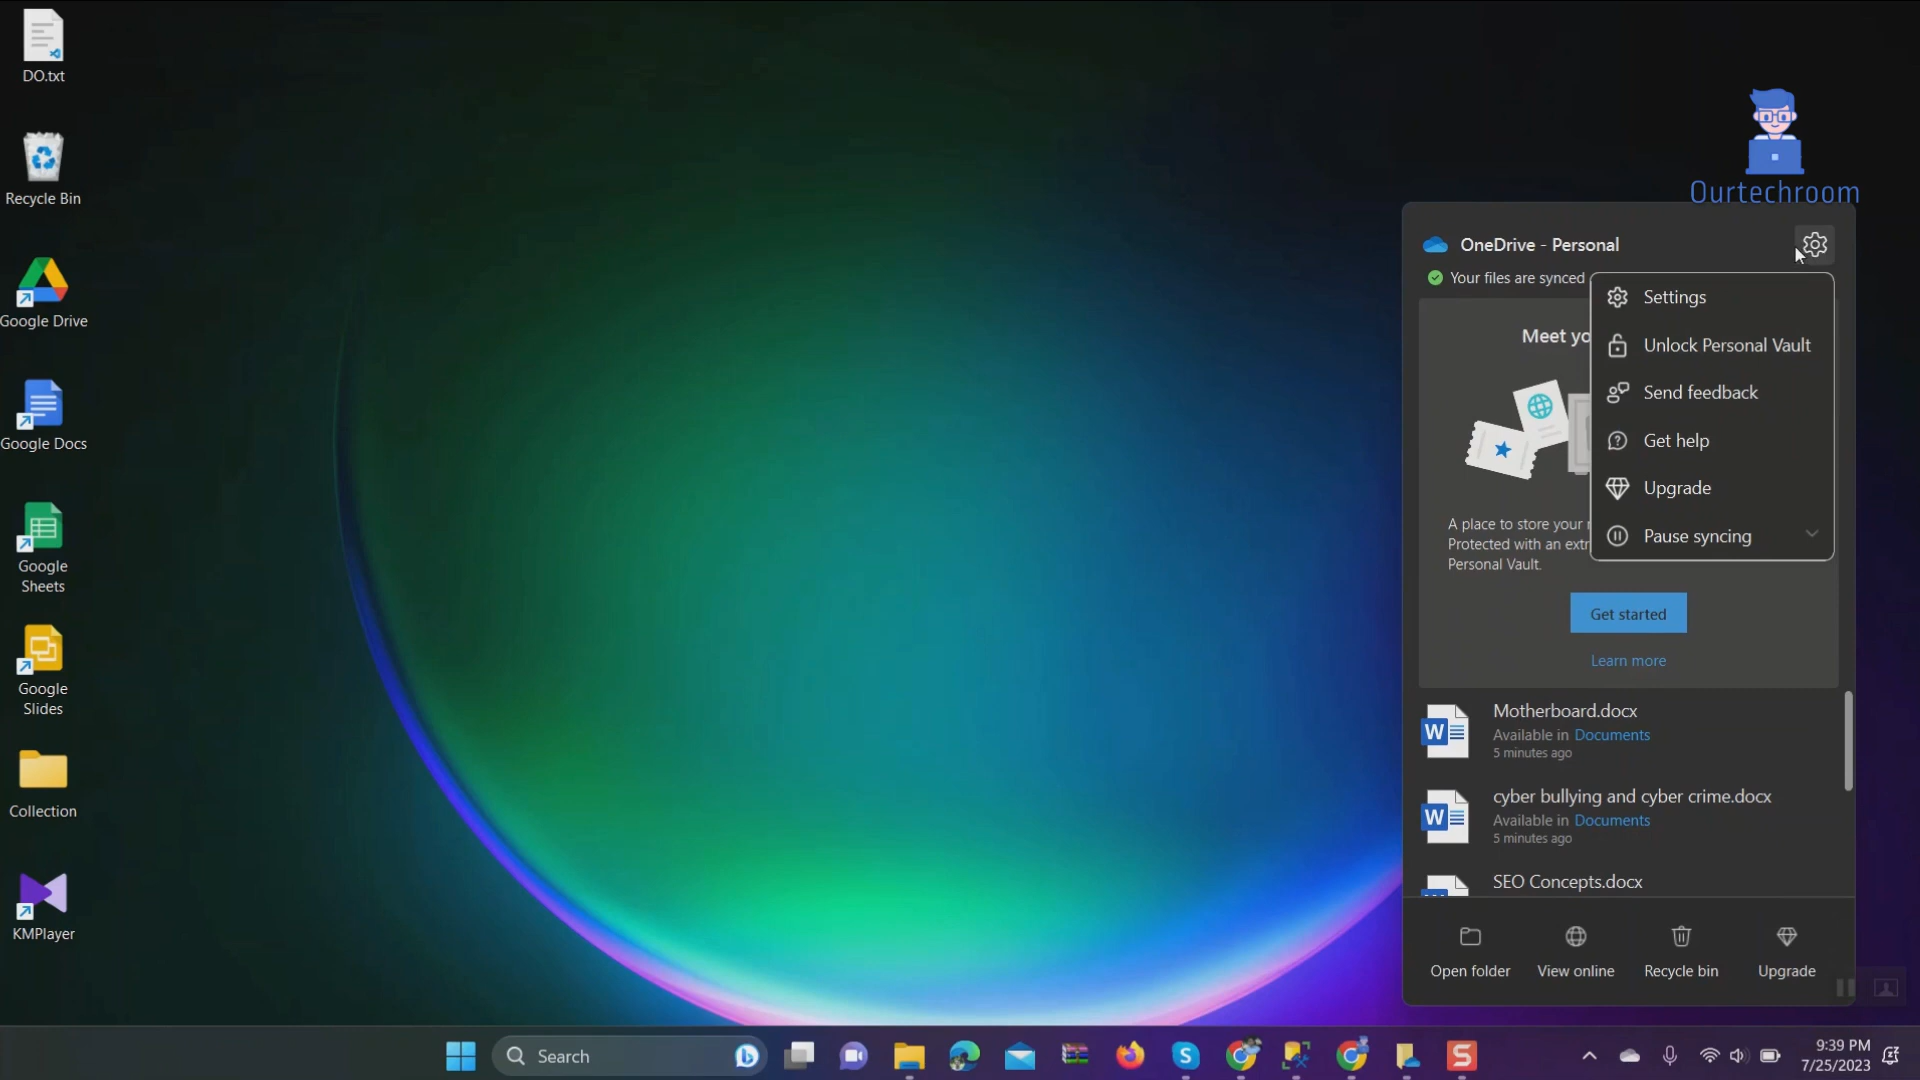 DO.txt
Recycle Bin
Google Drive
Google Docs
Google
Sheets
Google
Slides
Collection
KMPlayer
Ourtechroom
OneDrive - Personal
Your files are synced
Settings
Unlock Personal Vault
Send feedback
Get help
Upgrade
Pause syncing
Meet yo
A place to store your
Protected with an extr
Personal Vault.
Get started
Learn more
Motherboard.docx
Available in Documents
5 minutes ago
cyber bullying and cyber crime.docx
Available in Documents
5 minutes ago
SEO Concepts.docx
Open folder
View online
Recycle bin
Upgrade
Search
9:39 PM
7/25/2023